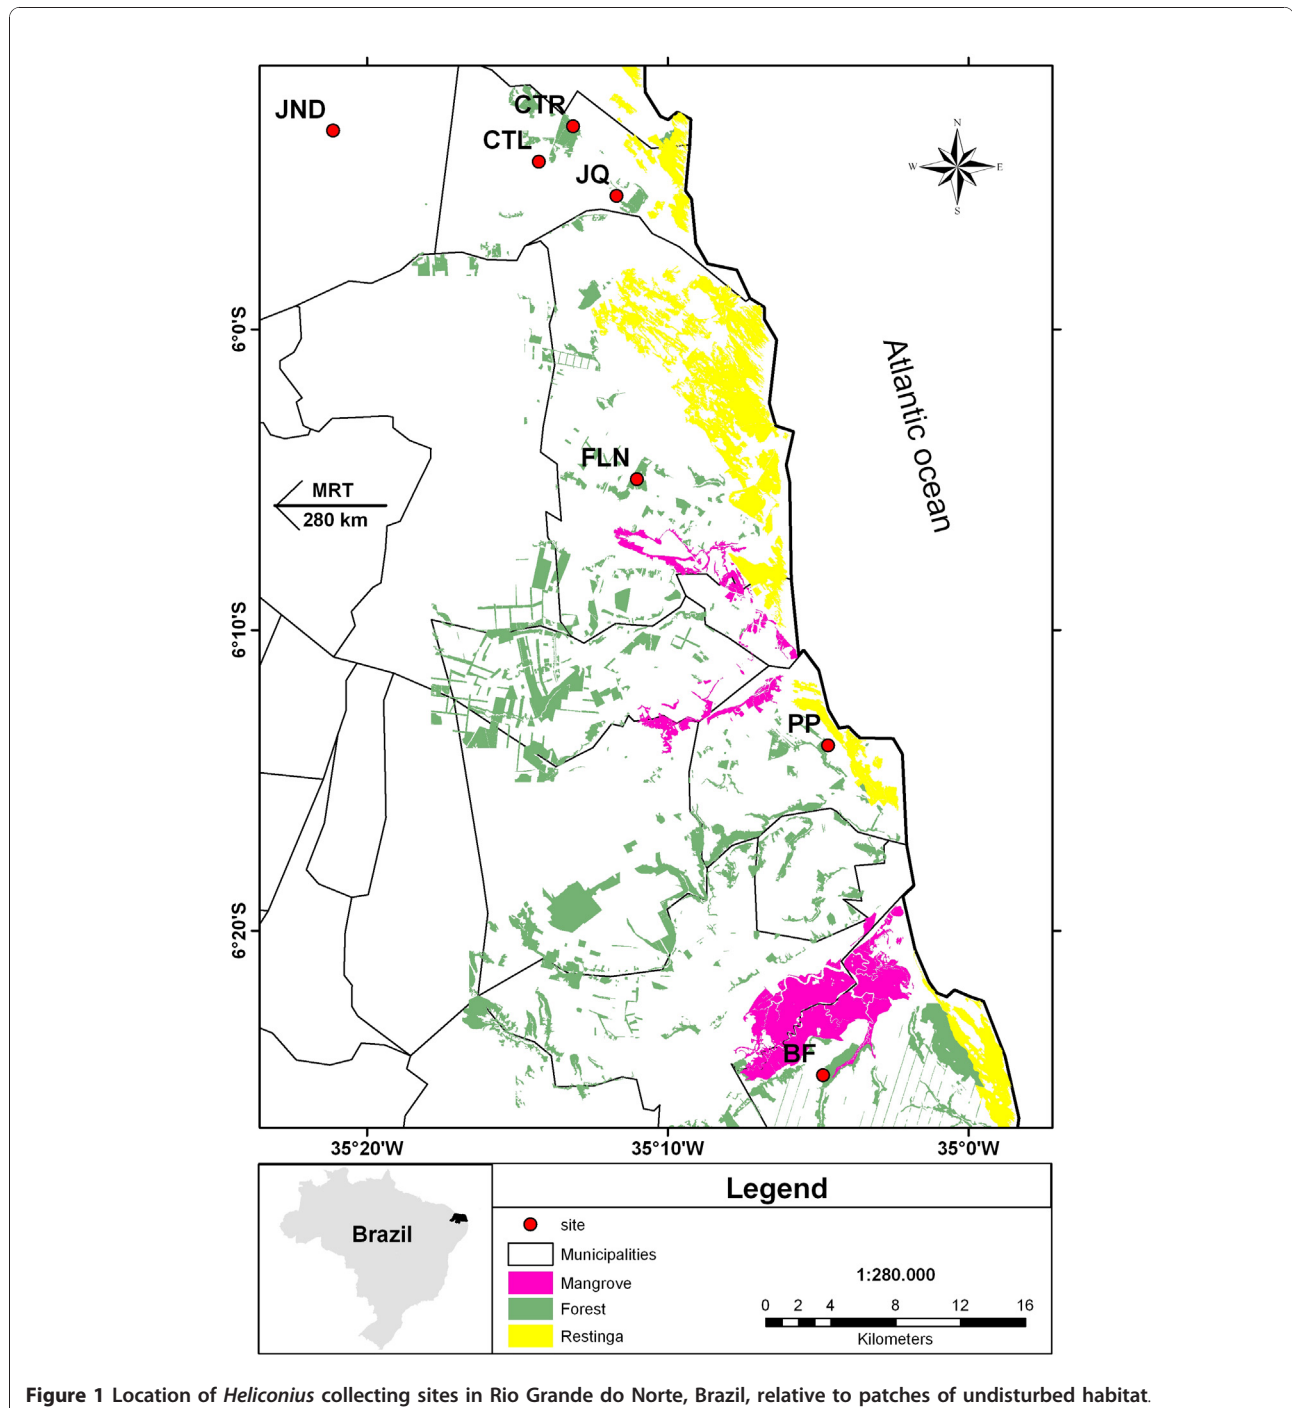 JND
CTR
CTL
JQ
N
W
E
S
6°0'S
Atlantic ocean
FLN
MRT
280 km
6°10'S
PP
6°20'S
BF
35°20'W
35°10'W
35°0'W
Brazil
Legend
site
Municipalities
Mangrove
Forest
Restinga
1:280.000
0 2 4 8 12 16
Kilometers
Figure 1 Location of Heliconius collecting sites in Rio Grande do Norte, Brazil, relative to patches of undisturbed habitat.